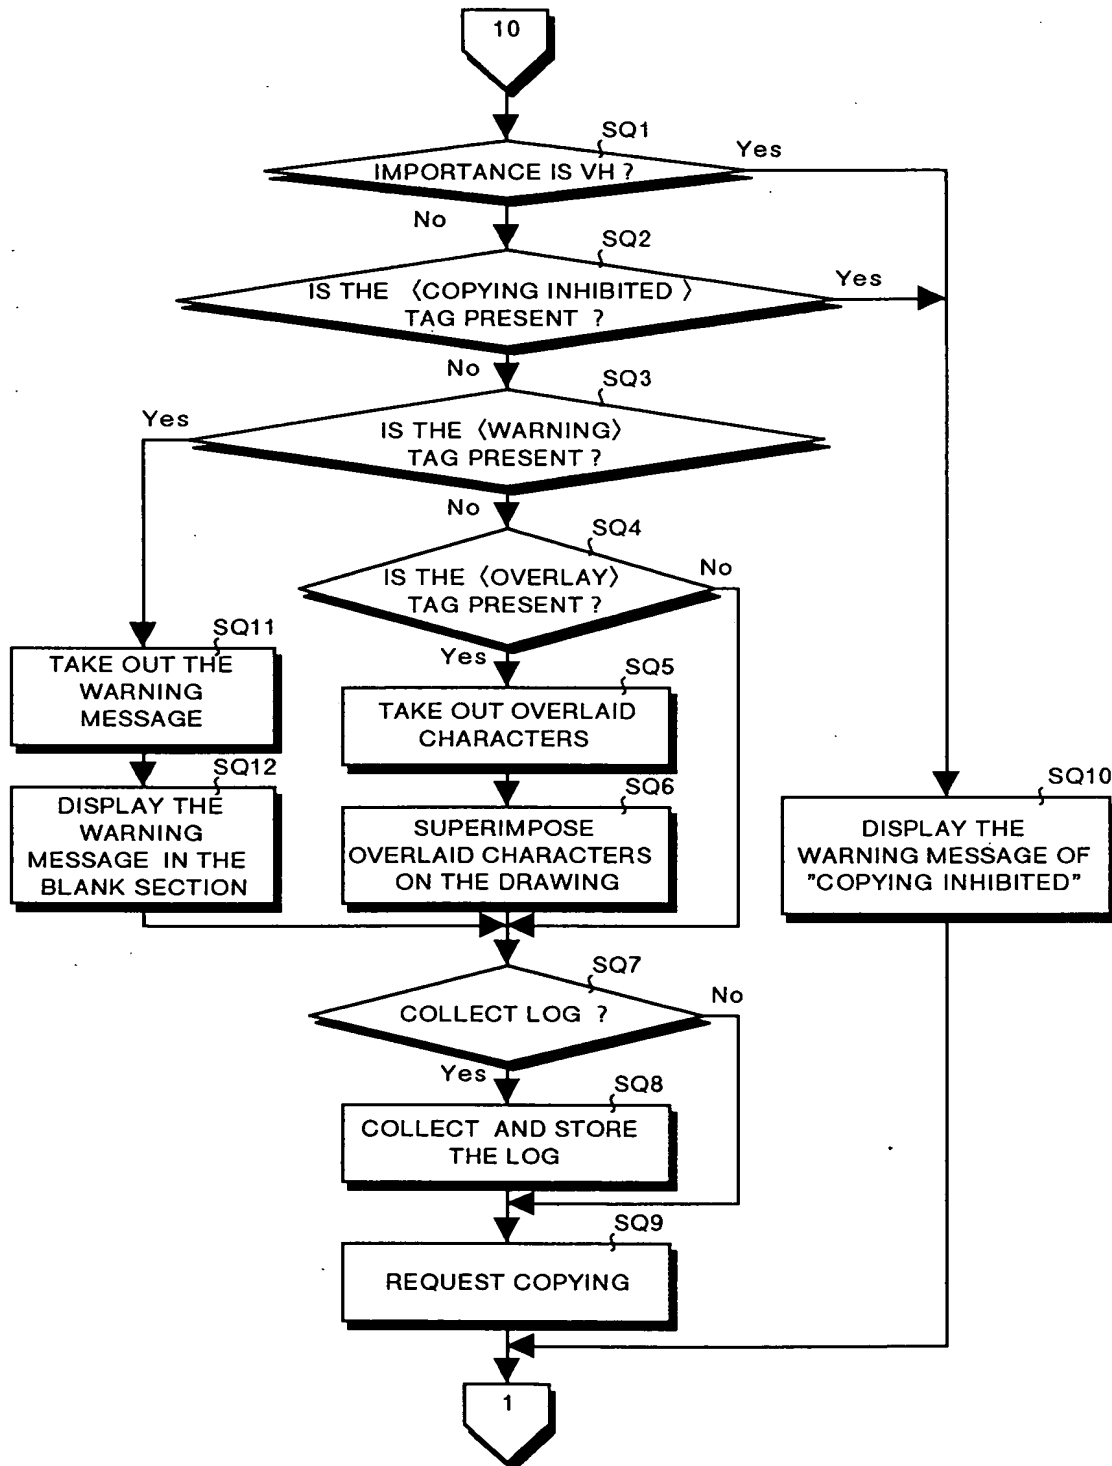 10
SQ1
IMPORTANCE IS VH ?
Yes
No
SQ2
IS THE 〈COPYING INHIBITED 〉
TAG PRESENT ?
Yes
No
SQ3
Yes
IS THE 〈WARNING〉
TAG PRESENT ?
No
SQ4
IS THE 〈OVERLAY〉
TAG PRESENT ?
No
Yes
SQ11
TAKE OUT THE
WARNING
MESSAGE
SQ5
TAKE OUT OVERLAID
CHARACTERS
SQ12
DISPLAY THE
WARNING
MESSAGE IN THE
BLANK SECTION
SQ6
SUPERIMPOSE
OVERLAID CHARACTERS
ON THE DRAWING
SQ10
DISPLAY THE
WARNING MESSAGE OF
"COPYING INHIBITED"
SQ7
COLLECT LOG ?
No
Yes
SQ8
COLLECT AND STORE
THE LOG
SQ9
REQUEST COPYING
1